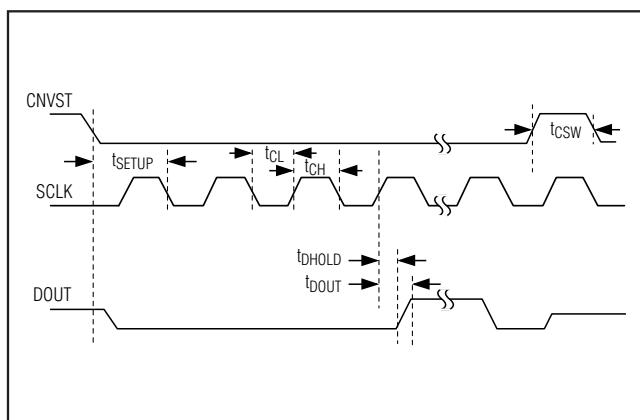 CNVST
tCSW
tSETUP
tCL
tCH
SCLK
tDHOLD
tDOUT
DOUT